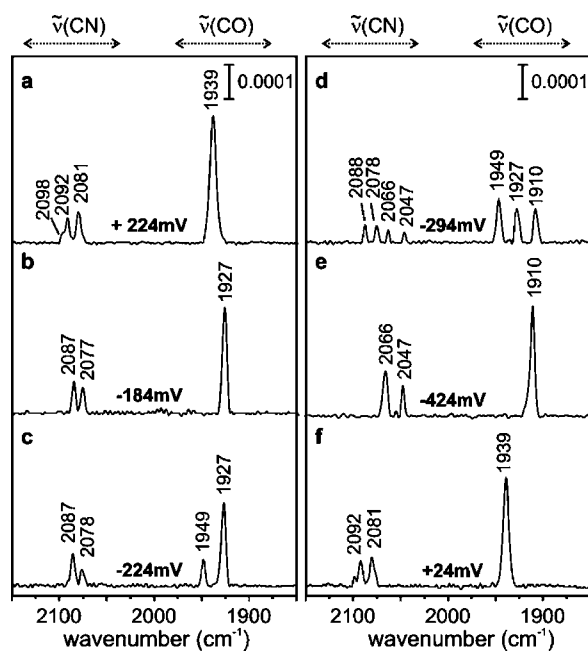 ν̃(CN) ν̃(CO) ν̃(CN) ν̃(CO)
a 2098 2092 2081 +224mV 1939 0.0001
d 2088 2078 2066 2047 -294mV 1949 1927 1910 0.0001
b 2087 2077 -184mV 1927
e 2066 2047 -424mV 1910
c 2087 2078 -224mV 1949 1927
f 2092 2081 +24mV 1939
2100 2000 1900 2100 2000 1900
wavenumber (cm⁻¹) wavenumber (cm⁻¹)